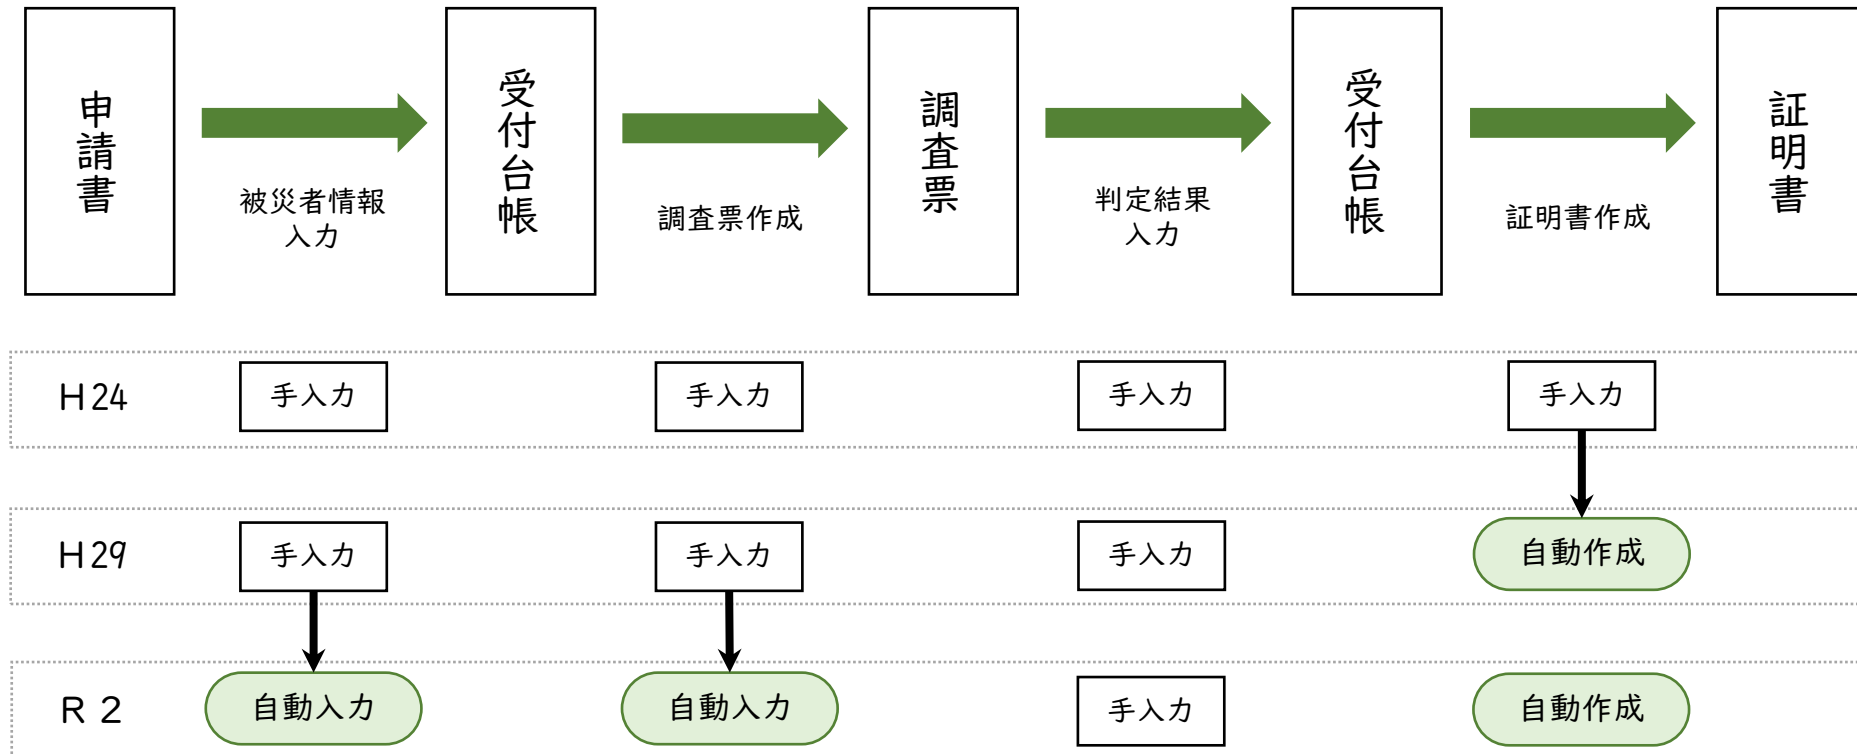 申請書
受付台帳
調査票
受付台帳
証明書
被災者情報
入力
調査票作成
判定結果
入力
証明書作成
H24
手入力
手入力
手入力
手入力
H29
手入力
手入力
手入力
自動作成
R 2
自動入力
自動入力
手入力
自動作成